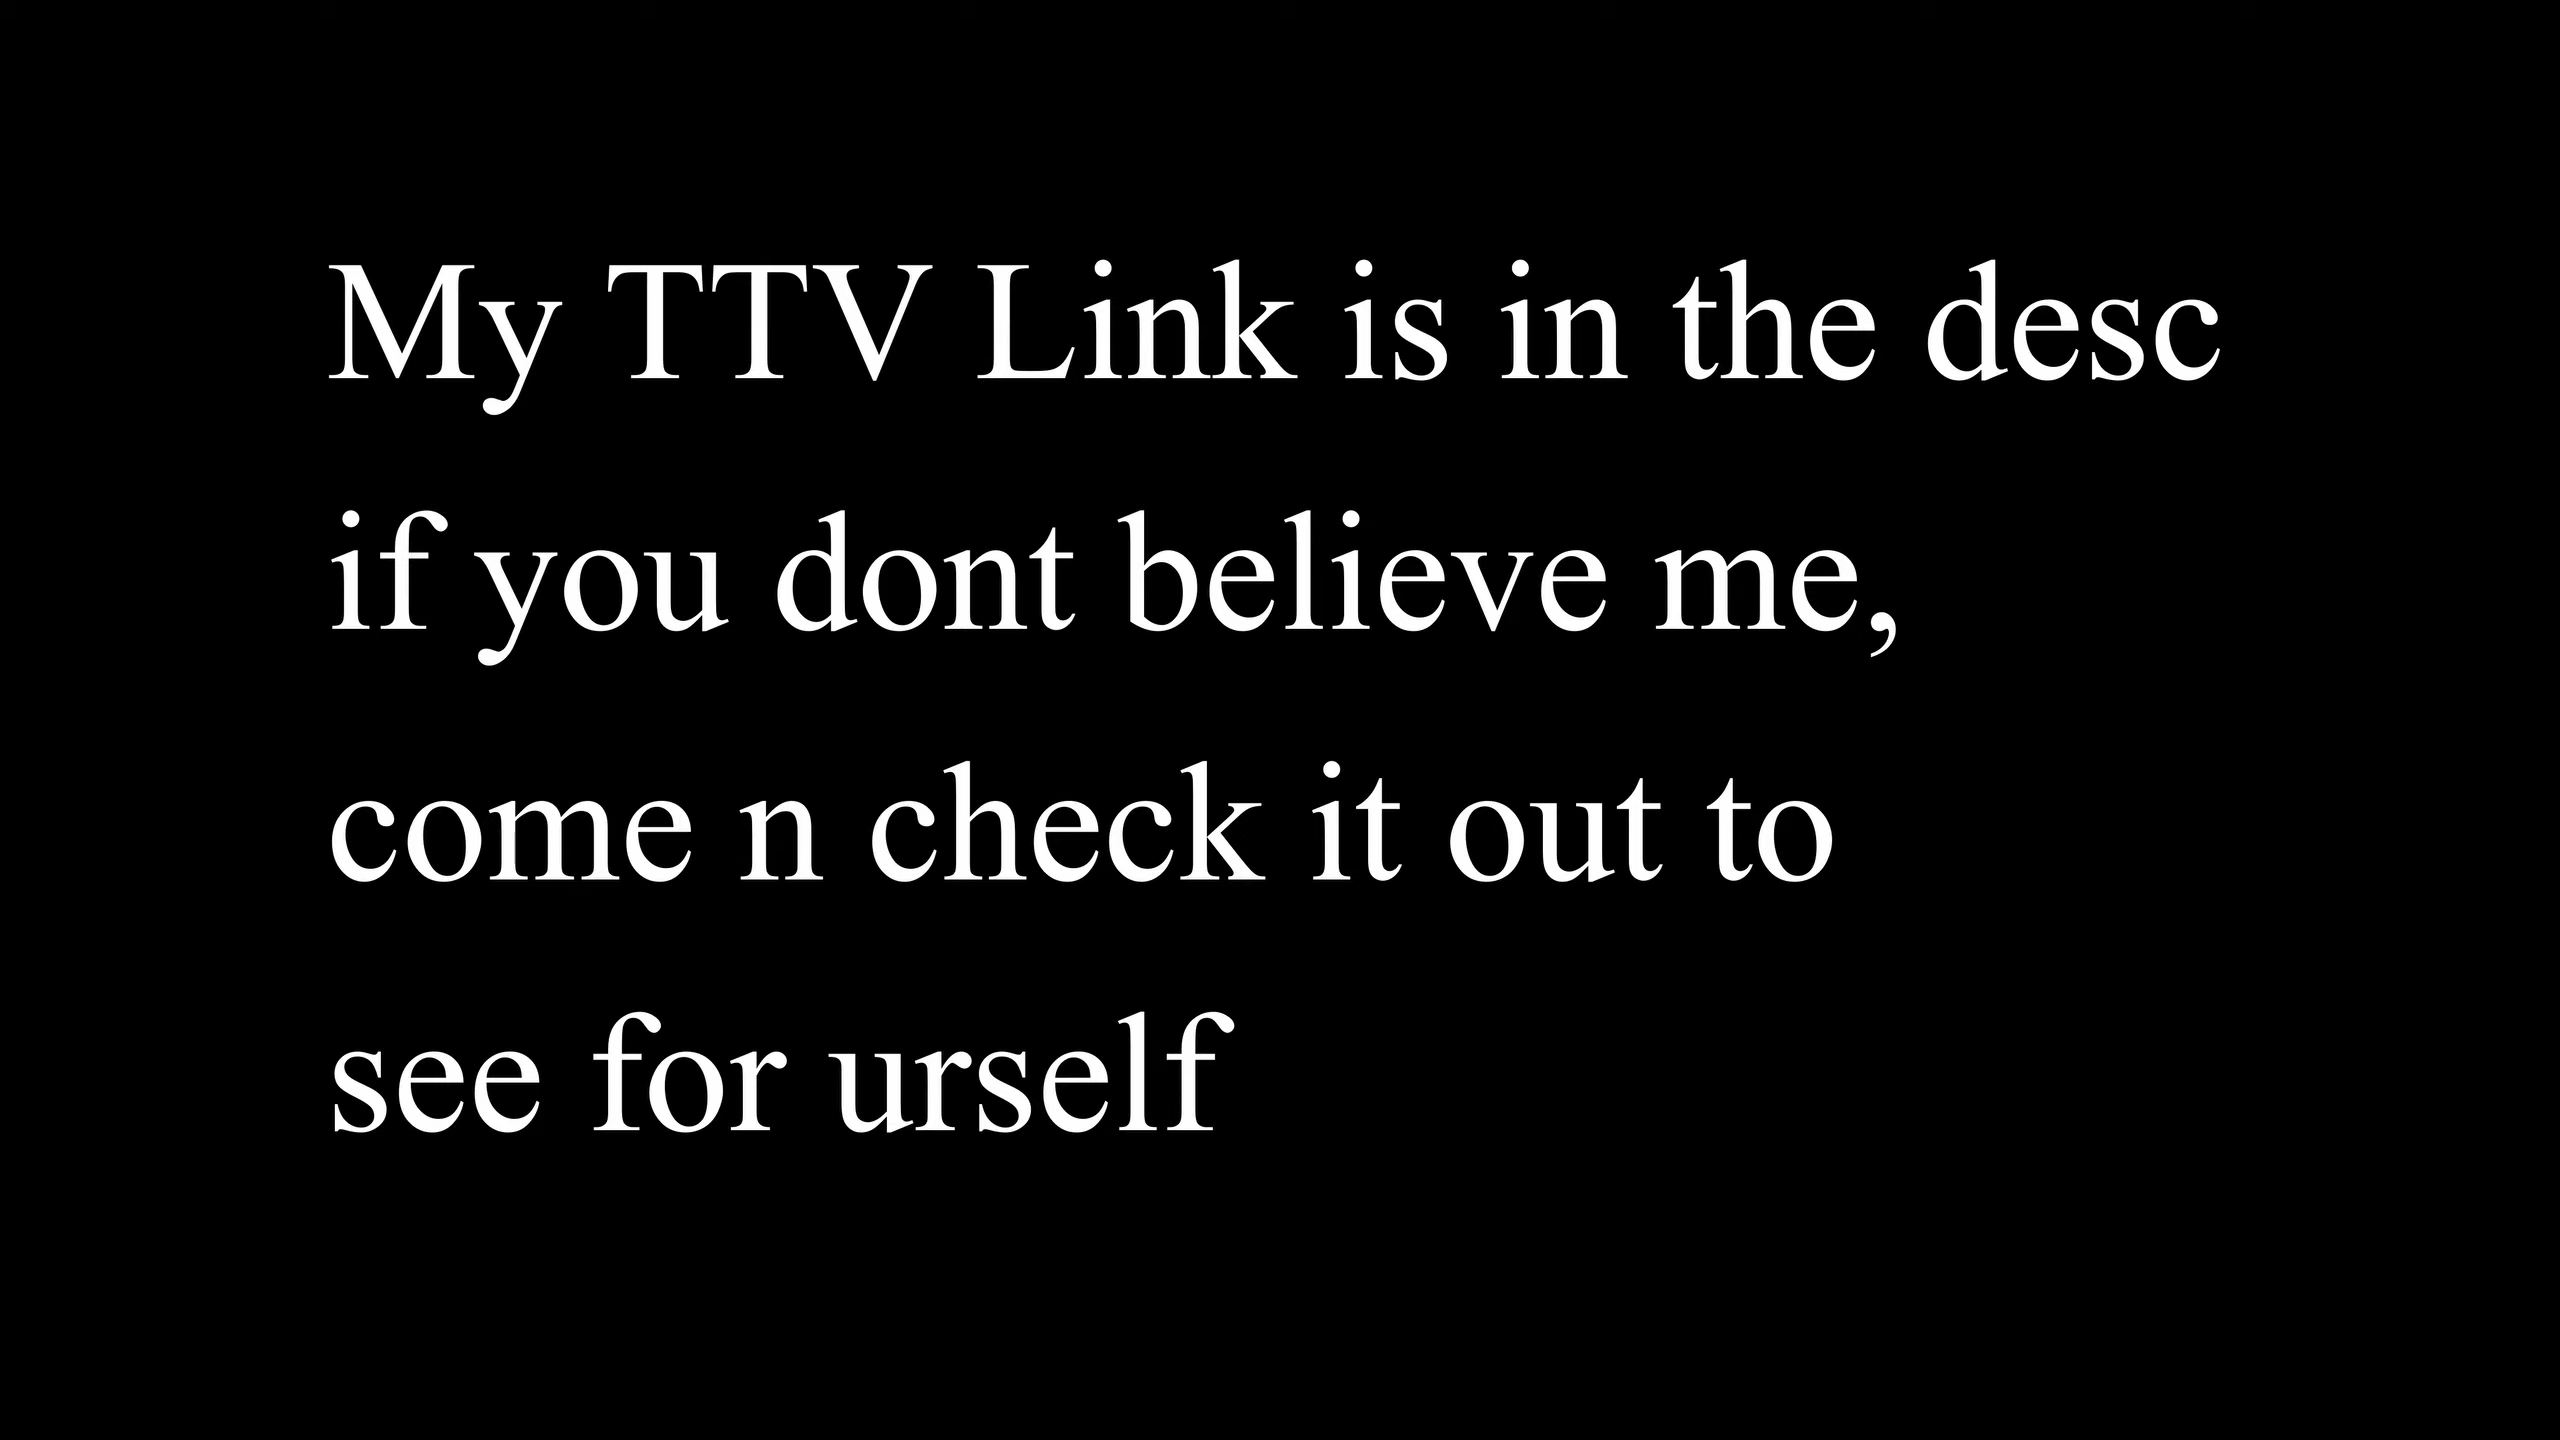 My TTV Link is in the desc
if you dont believe me,
come n check it out to
see for urself